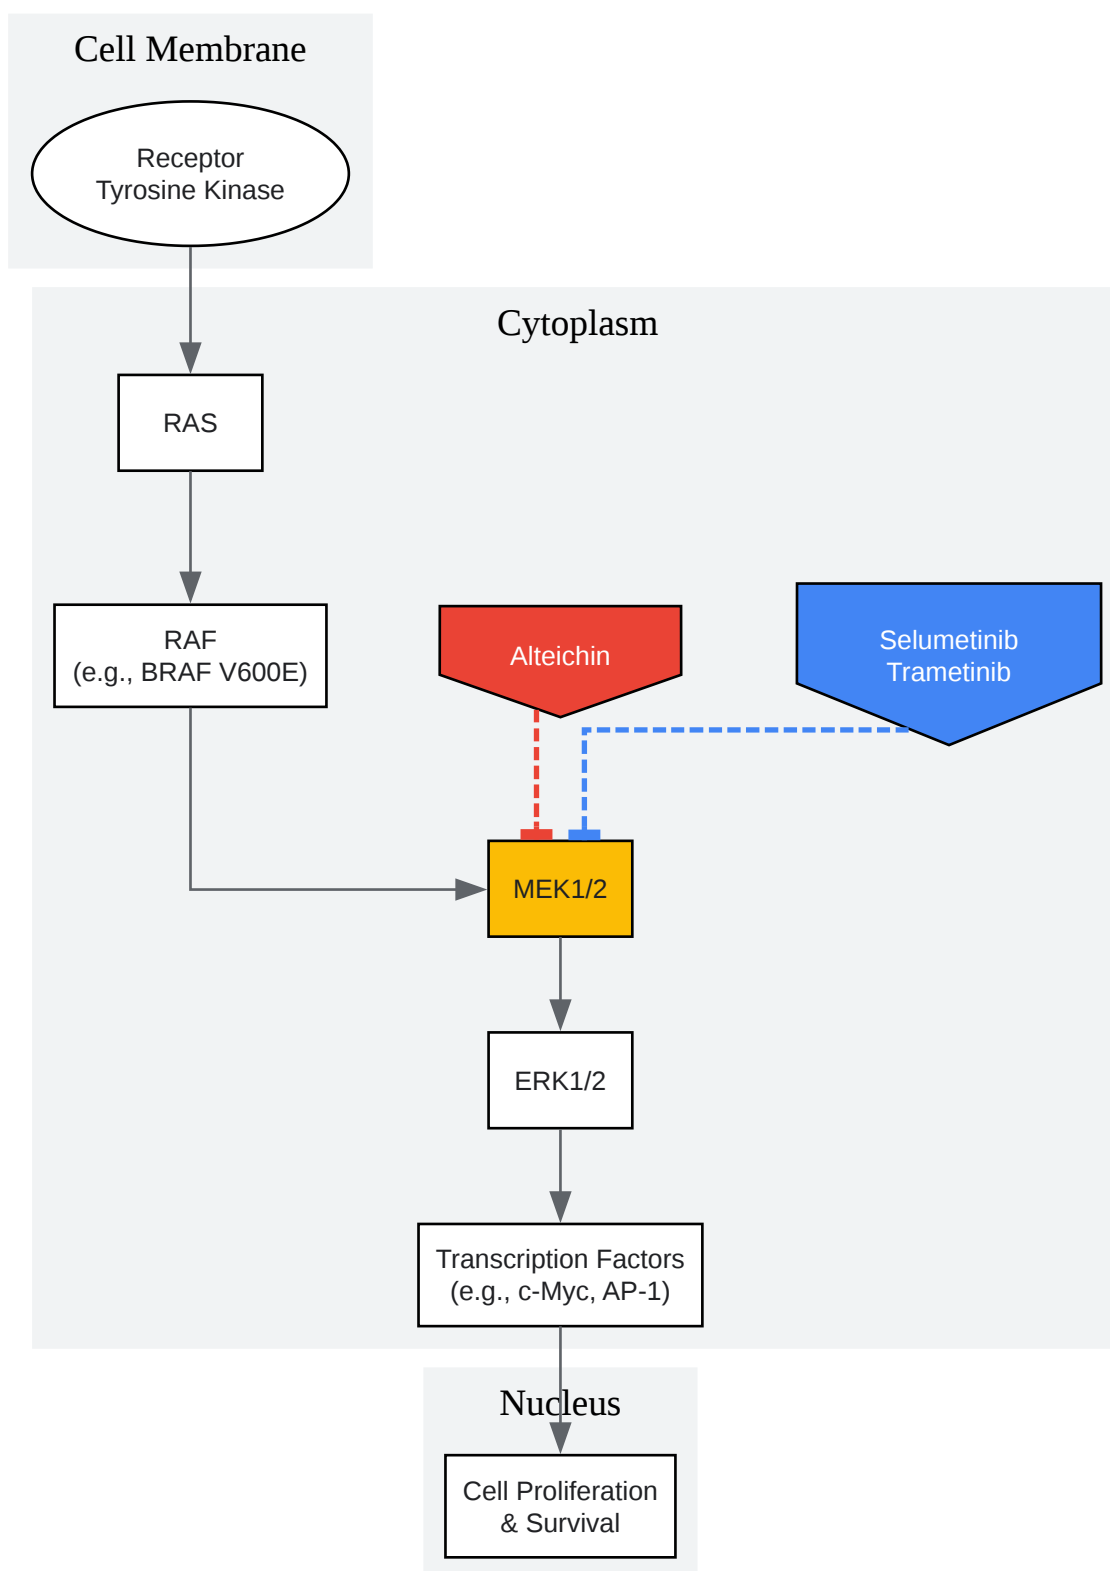 Cell Membrane
Receptor
Tyrosine Kinase
Cytoplasm
RAS
RAF
(e.g., BRAF V600E)
Alteichin
Selumetinib
Trametinib
MEK1/2
ERK1/2
Transcription Factors
(e.g., c-Myc, AP-1)
Nucleus
Cell Proliferation
& Survival